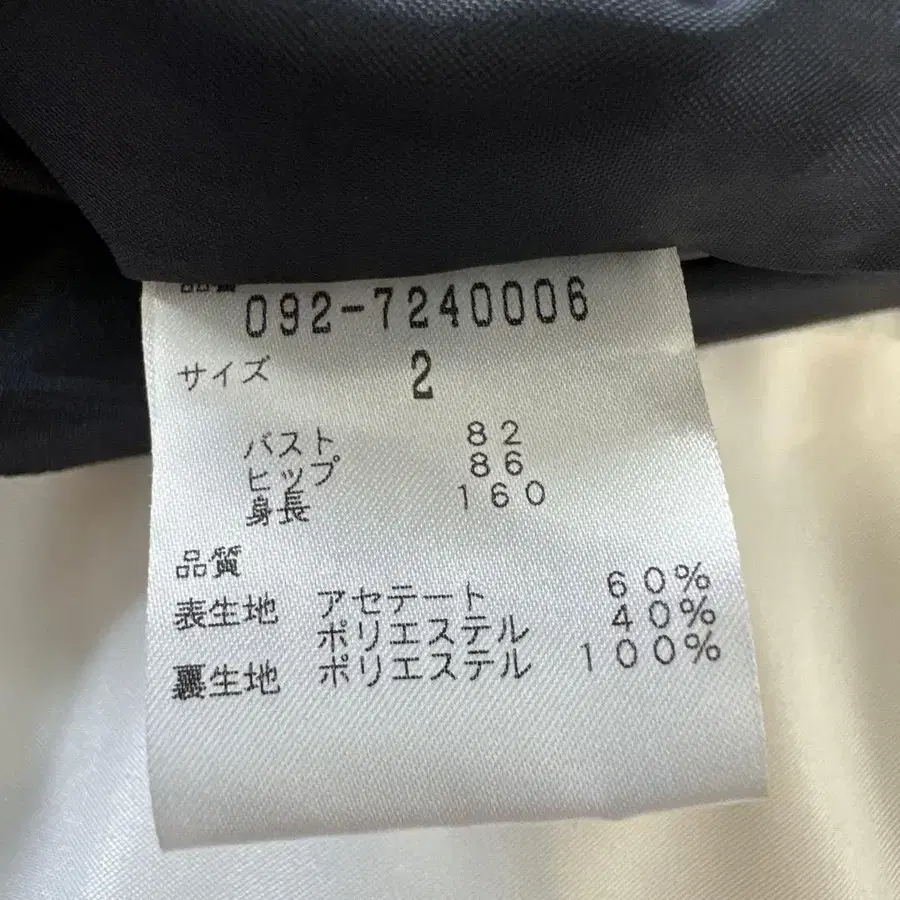 092-7240006
サイズ 2
バスト 82
ヒップ 86
身長 160
品質
表生地 アセテート 60%
ポリエステル 40%
裏生地 ポリエステル 100%